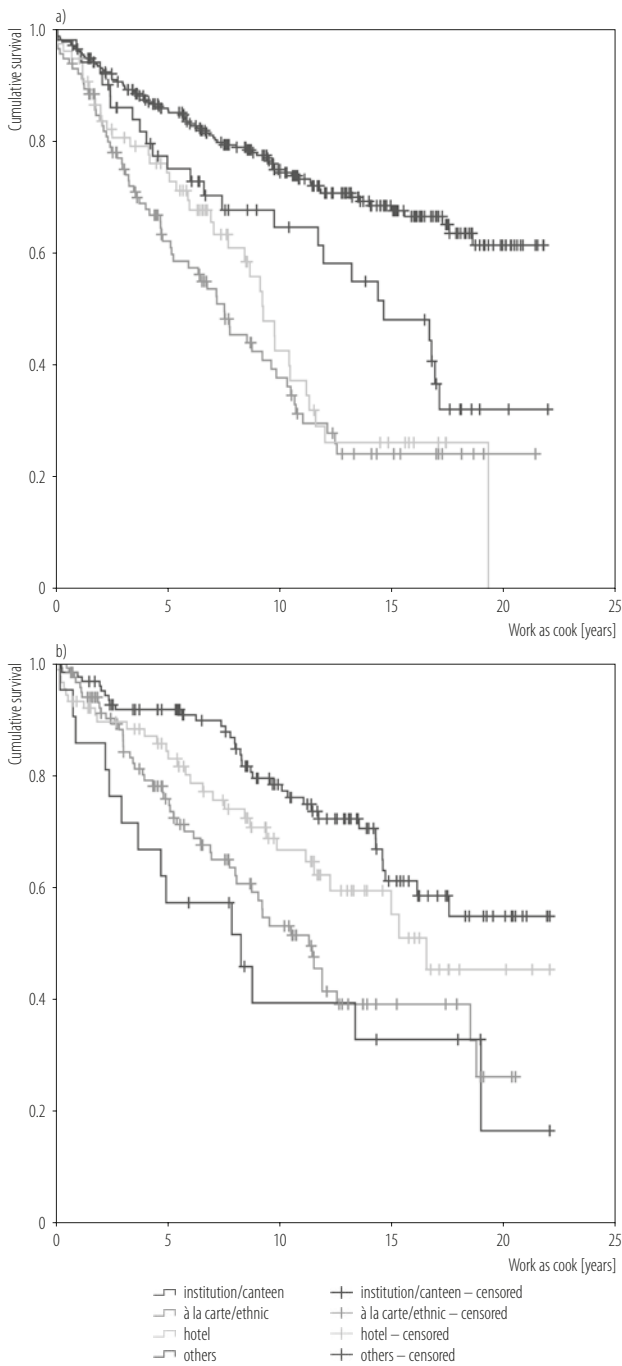 a)
Cumulative survival
1.0
0.8
0.6
0.4
0.2
0
0 5 10 15 20 25
Work as cook [years]
b)
Cumulative survival
1.0
0.8
0.6
0.4
0.2
0
0 5 10 15 20 25
Work as cook [years]
institution/canteen institution/canteen – censored
à la carte/ethnic à la carte/ethnic – censored
hotel hotel – censored
others others – censored